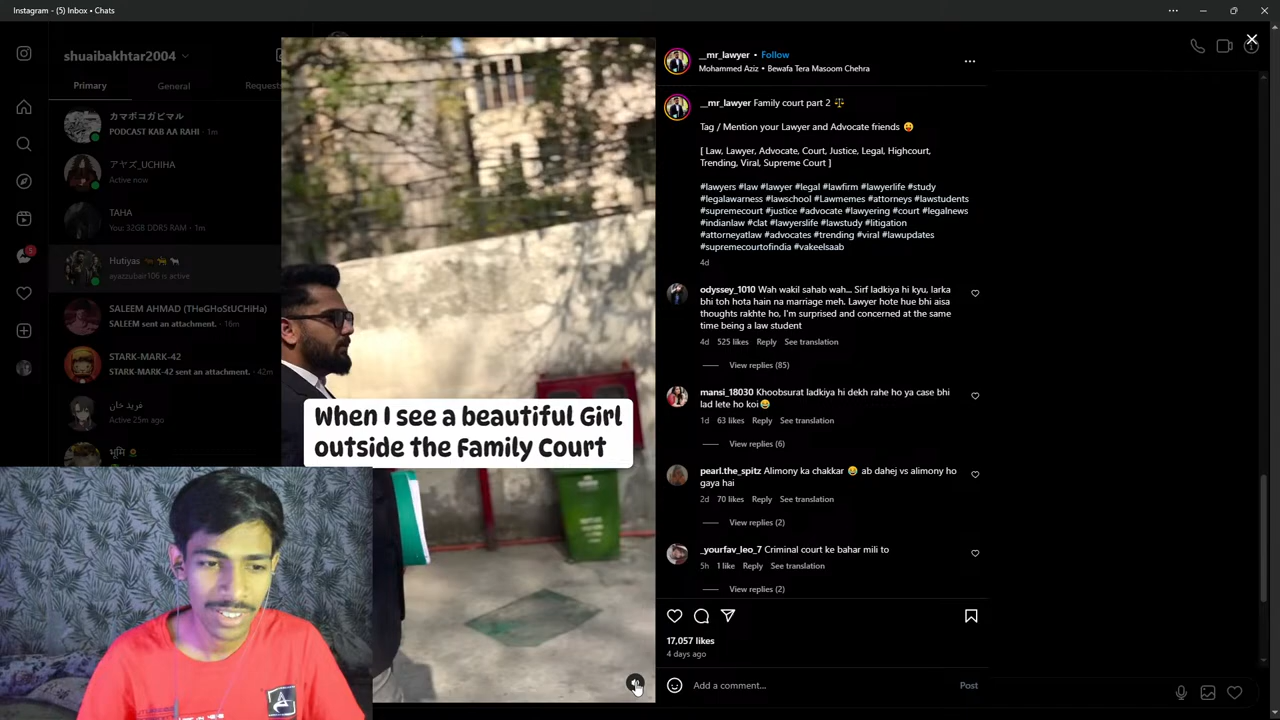 Instagram - (5) Inbox • Chats
shuaibakhtar2004
Primary
General
Requests
カマボコガビマル
PODCAST KAB AA RAHI · 1m
アヤズ_UCHIHA
Active now
TAHA
You: 32GB DDR5 RAM · 1m
Hutiyas
ayazzubair106 is active
SALEEM AHMAD (THeGHoStUCHiHa)
SALEEM sent an attachment. · 16m
STARK-MARK-42
STARK-MARK-42 sent an attachment. · 42m
فرید خان
Active 25m ago
भूमि
5
When I see a beautiful Girl
outside the Family Court
__mr_lawyer • Follow
Mohammed Aziz • Bewafa Tera Masoom Chehra
__mr_lawyer Family court part 2 ⚖️
Tag / Mention your Lawyer and Advocate friends 😛
[ Law, Lawyer, Advocate, Court, Justice, Legal, Highcourt,
Trending, Viral, Supreme Court ]
#lawyers #law #lawyer #legal #lawfirm #lawyerlife #study
#legalawarness #lawschool #Lawmemes #attorneys #lawstudents
#supremecourt #justice #advocate #lawyering #court #legalnews
#indianlaw #clat #lawyerslife #lawstudy #litigation
#attorneyatlaw #advocates #trending #viral #lawupdates
#supremecourtofindia #vakeelsaab
4d
odyssey_1010 Wah wakil sahab wah... Sirf ladkiya hi kyu, larka
bhi toh hota hain na marriage meh. Lawyer hote hue bhi aisa
thoughts rakhte ho, I'm surprised and concerned at the same
time being a law student
4d 525 likes Reply See translation
View replies (85)
mansi_18030 Khoobsurat ladkiya hi dekh rahe ho ya case bhi
lad lete ho koi😂
1d 63 likes Reply See translation
View replies (6)
pearl.the_spitz Alimony ka chakkar 😂 ab dahej vs alimony ho
gaya hai
2d 70 likes Reply See translation
View replies (2)
_yourfav_leo_7 Criminal court ke bahar mili to
5h 1 like Reply See translation
View replies (2)
17,057 likes
4 days ago
Add a comment...
Post